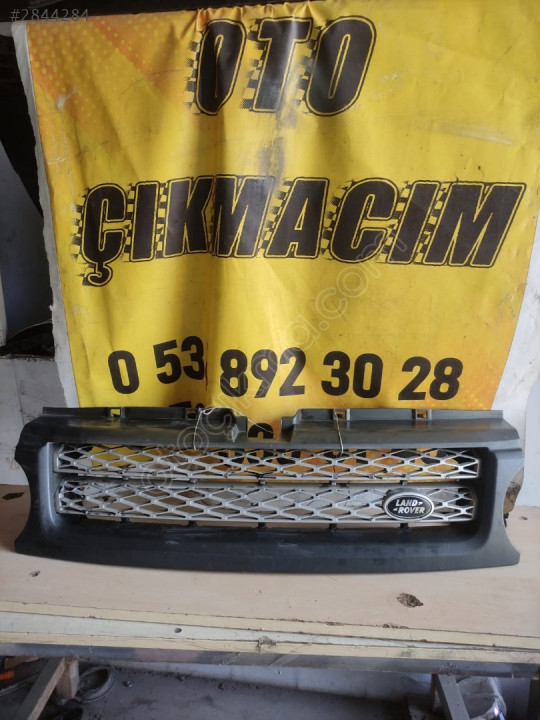 #2844284
OTO
ÇIKMACIM
0 53 892 30 28
LAND-
ROVER